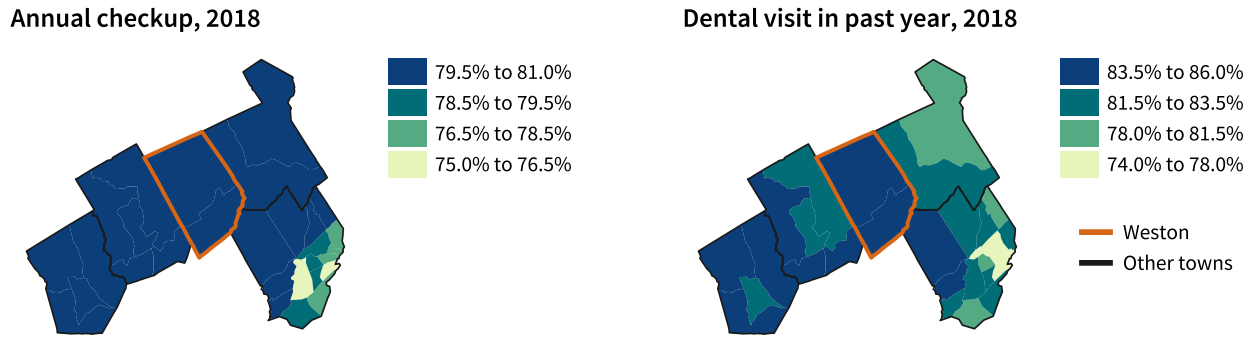 Annual checkup, 2018
79.5% to 81.0%
78.5% to 79.5%
76.5% to 78.5%
75.0% to 76.5%
Dental visit in past year, 2018
83.5% to 86.0%
81.5% to 83.5%
78.0% to 81.5%
74.0% to 78.0%
Weston
Other towns